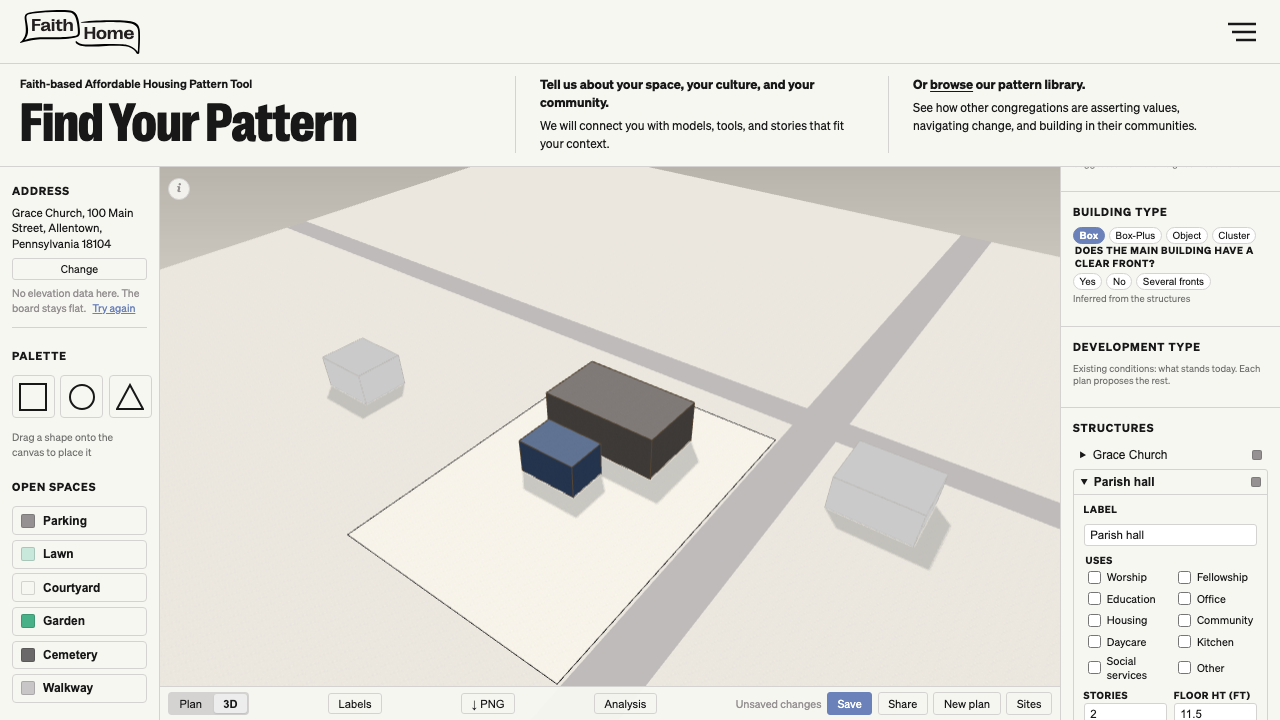 Faith
Home
Faith-based Affordable Housing Pattern Tool
Find Your Pattern
Tell us about your space, your culture, and your
community.
We will connect you with models, tools, and stories that fit
your context.
Or browse our pattern library.
See how other congregations are asserting values,
navigating change, and building in their communities.
ADDRESS
Grace Church, 100 Main
Street, Allentown,
Pennsylvania 18104
Change
No elevation data here. The
board stays flat. Try again
PALETTE
Drag a shape onto the
canvas to place it
OPEN SPACES
Parking
Lawn
Courtyard
Garden
Cemetery
Walkway
i
Plan 3D
Labels
↓ PNG
Analysis
Unsaved changes
Save
Share
New plan
Sites
BUILDING TYPE
Box Box-Plus Object Cluster
DOES THE MAIN BUILDING HAVE A
CLEAR FRONT?
Yes No Several fronts
Inferred from the structures
DEVELOPMENT TYPE
Existing conditions: what stands today. Each
plan proposes the rest.
STRUCTURES
Grace Church
Parish hall
LABEL
Parish hall
USES
Worship Fellowship
Education Office
Housing Community
Daycare Kitchen
Social
services Other
STORIES FLOOR HT (FT)
2 11.5